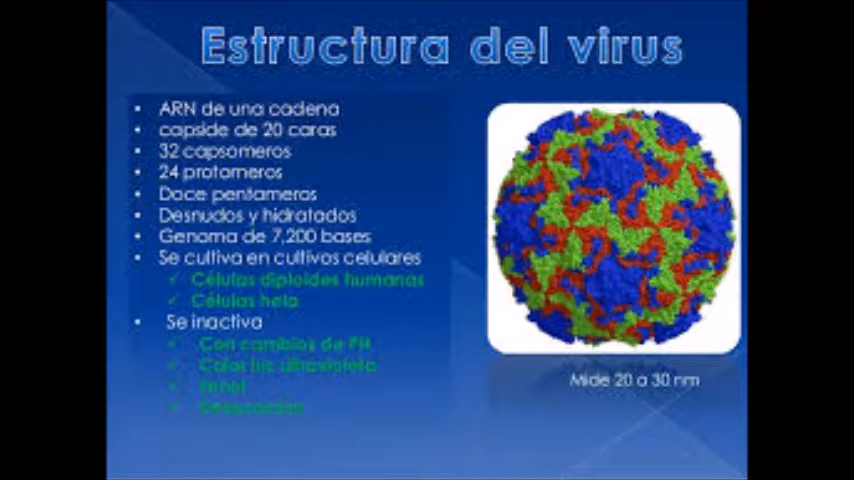 Estructura del virus
• ARN de una cadena
• capside de 20 caras
• 32 capsomeros
• 24 protomeros
• Doce pentameros
• Desnudos y hidratados
• Genoma de 7,200 bases
• Se cultiva en cultivos celulares
✓ Células diploides humanas
✓ Células hela
• Se inactiva
✓ Con cambios de PH
✓ Calor luz ultravioleta
✓ Fenol
✓ Desecación
Mide 20 a 30 nm